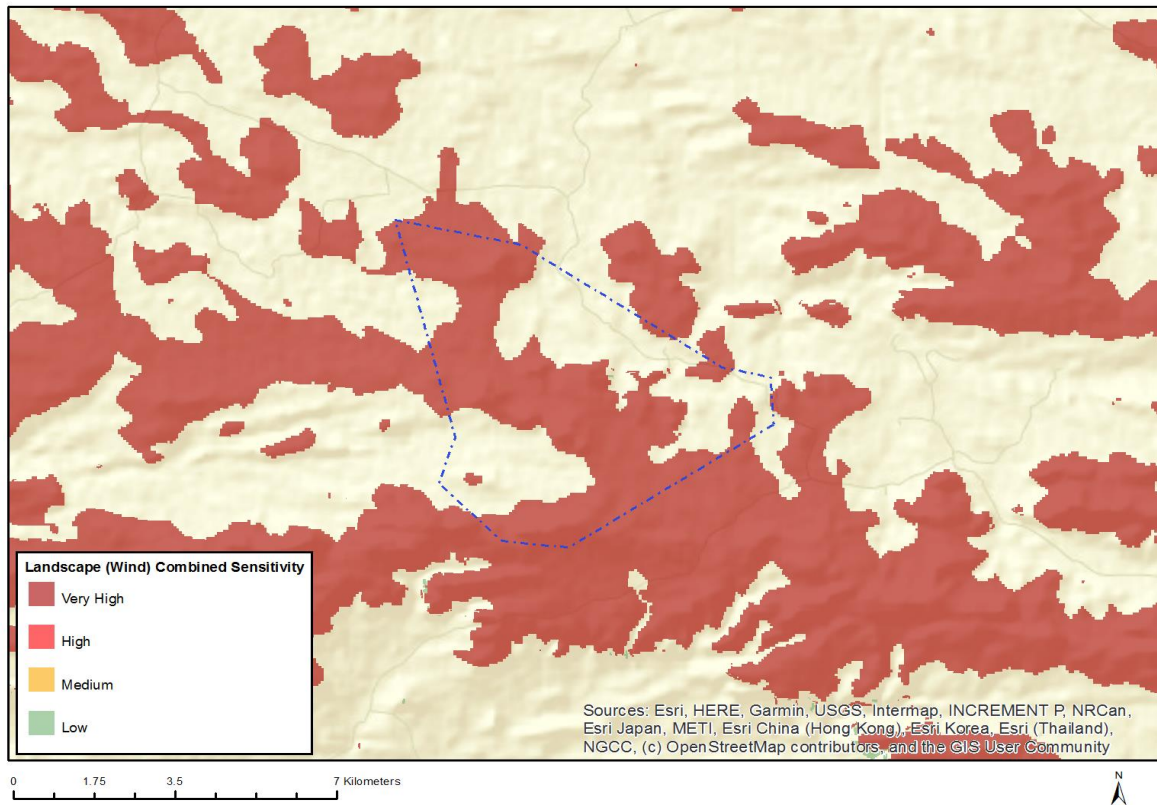 Landscape (Wind) Combined Sensitivity
Very High
High
Medium
Low
Sources: Esri, HERE, Garmin, USGS, Intermap, INCREMENT P, NRCan,
Esri Japan, METI, Esri China (Hong Kong), Esri Korea, Esri (Thailand),
NGCC, (c) OpenStreetMap contributors, and the GIS User Community
0 1.75 3.5 7 Kilometers
N